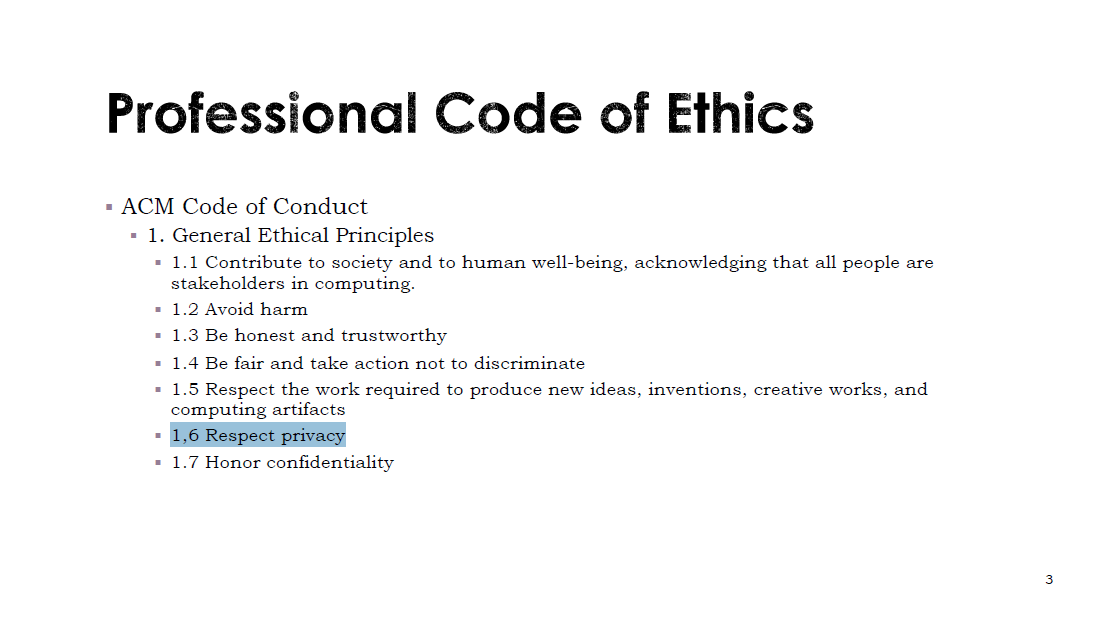 Professional Code of Ethics
ACM Code of Conduct
1. General Ethical Principles
1.1 Contribute to society and to human well-being, acknowledging that all people are
stakeholders in computing.
1.2 Avoid harm
1.3 Be honest and trustworthy
1.4 Be fair and take action not to discriminate
1.5 Respect the work required to produce new ideas, inventions, creative works, and
computing artifacts
1,6 Respect privacy
1.7 Honor confidentiality
3